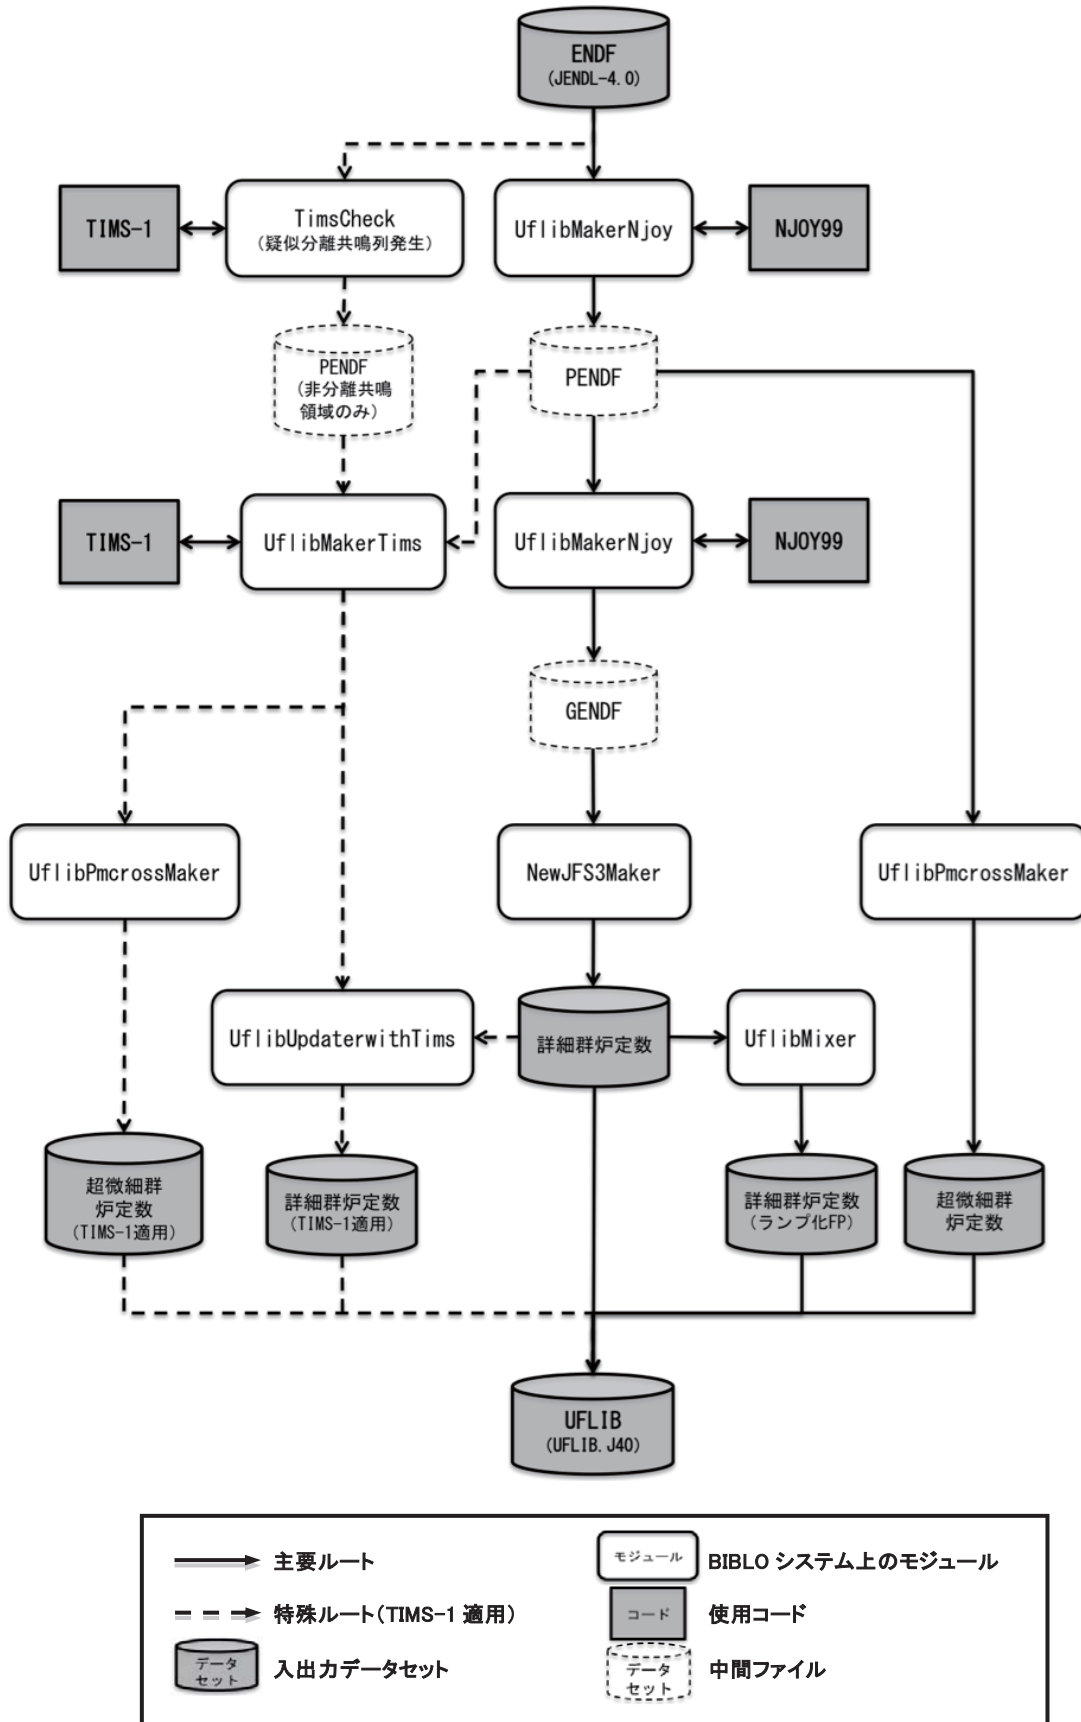 ENDF
(JENDL-4.0)
TIMS-1
TimsCheck
(疑似分離共鳴列発生)
UflibMakerNjoy
NJOY99
PENDF
(非分離共鳴
領域のみ)
PENDF
TIMS-1
UflibMakerTims
UflibMakerNjoy
NJOY99
GENDF
UflibPmcrossMaker
NewJFS3Maker
UflibPmcrossMaker
UflibUpdaterwithTims
詳細群炉定数
UflibMixer
超微細群
炉定数
(TIMS-1適用)
詳細群炉定数
(TIMS-1適用)
詳細群炉定数
(ランプ化FP)
超微細群
炉定数
UFLIB
(UFLIB.J40)
主要ルート
モジュール
BIBLO システム上のモジュール
特殊ルート(TIMS-1 適用)
コード
使用コード
データ
セット
入出力データセット
データ
セット
中間ファイル